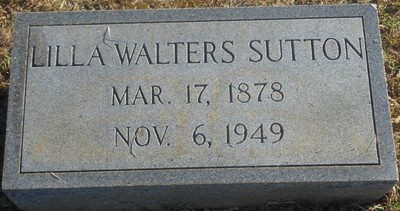 LILLA WALTERS SUTTON
MAR. 17, 1878
NOV. 6, 1949